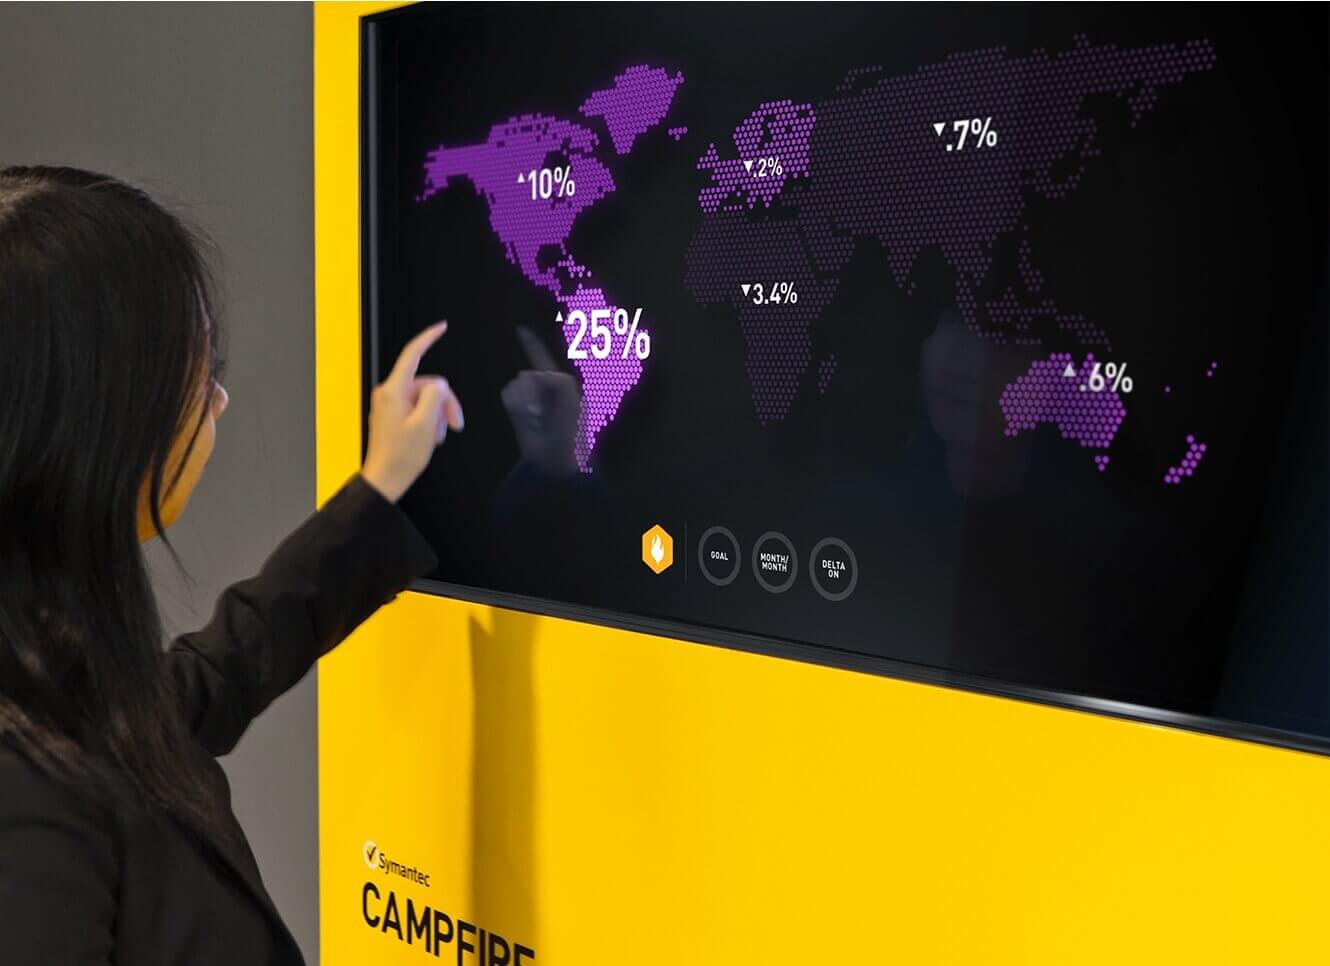 ▲10%
▼.2%
▼.7%
▼3.4%
▲25%
▲.6%
GOAL
MONTH/
MONTH
DELTA
ON
Symantec
CAMPFIRE